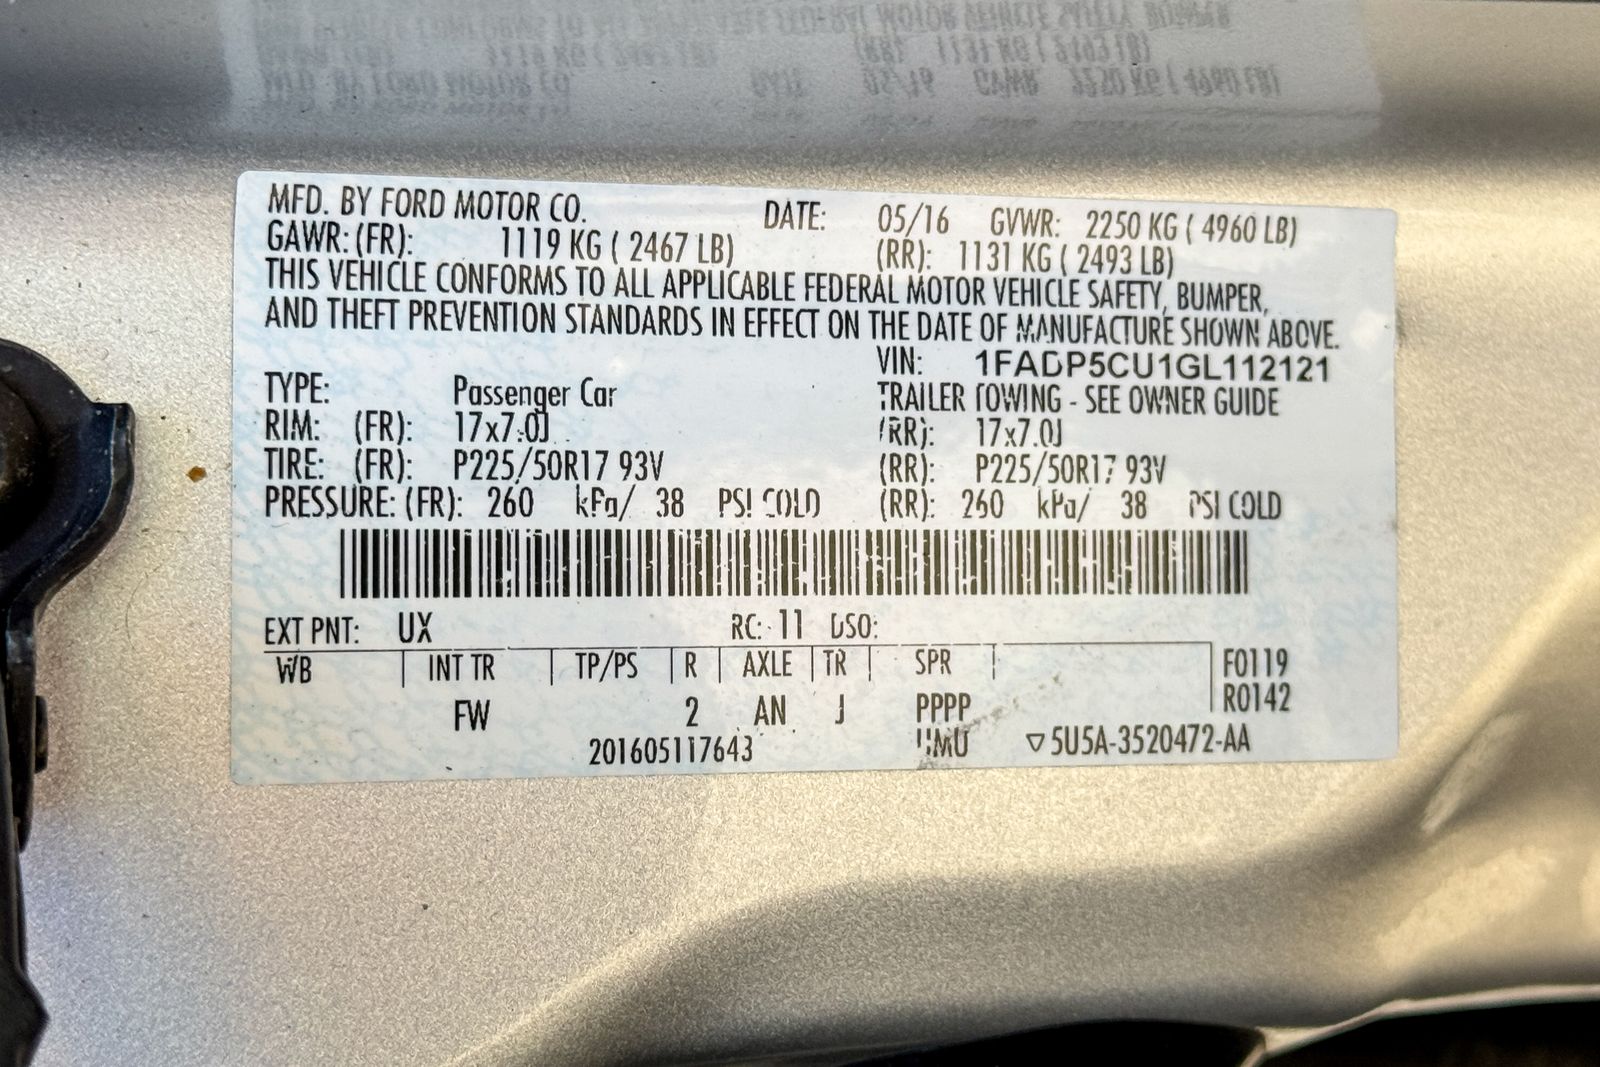 MFD. BY FORD MOTOR CO. DATE: 05/16 GVWR: 2250 KG ( 4960 LB)
GAWR: (FR): 1119 KG ( 2467 LB) (RR): 1131 KG ( 2493 LB)
THIS VEHICLE CONFORMS TO ALL APPLICABLE FEDERAL MOTOR VEHICLE SAFETY, BUMPER,
AND THEFT PREVENTION STANDARDS IN EFFECT ON THE DATE OF MANUFACTURE SHOWN ABOVE.
VIN: 1FADP5CU1GL112121
TYPE: Passenger Car TRAILER TOWING - SEE OWNER GUIDE
RIM: (FR): 17x7.0J (RR): 17x7.0J
TIRE: (FR): P225/50R17 93V (RR): P225/50R17 93V
PRESSURE: (FR): 260 kPa/ 38 PSI COLD (RR): 260 kPa/ 38 PSI COLD
EXT PNT: UX RC: 11 DSO:
WB INT TR TP/PS R AXLE TR SPR F0119
FW 2 AN J PPPP R0142
201605117643 UMU ▽5U5A-3520472-AA